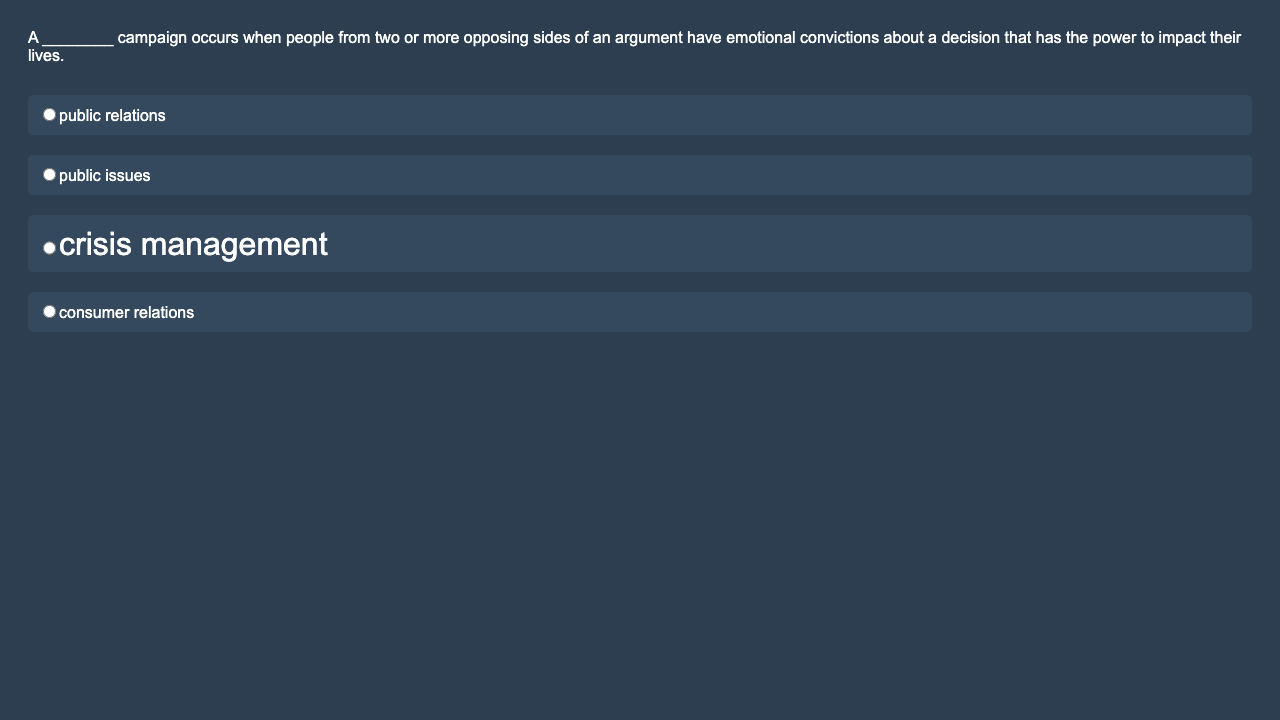 A ________ campaign occurs when people from two or more opposing sides of an argument have emotional convictions about a decision that has the power to impact their
lives.
public relations
public issues
crisis management
consumer relations